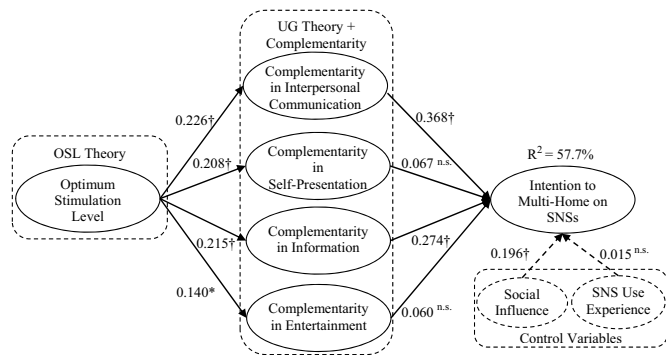 UG Theory +
Complementarity
Complementarity
in Interpersonal
Communication
0.226†
0.368†
OSL Theory
Optimum
Stimulation
Level
0.208†
Complementarity
in
Self-Presentation
0.067 n.s.
R² = 57.7%
Intention to
Multi-Home on
SNSs
0.215†
Complementarity
in Information
0.274†
0.196†
0.015 n.s.
0.140*
Complementarity
in Entertainment
0.060 n.s.
Social
Influence
SNS Use
Experience
Control Variables